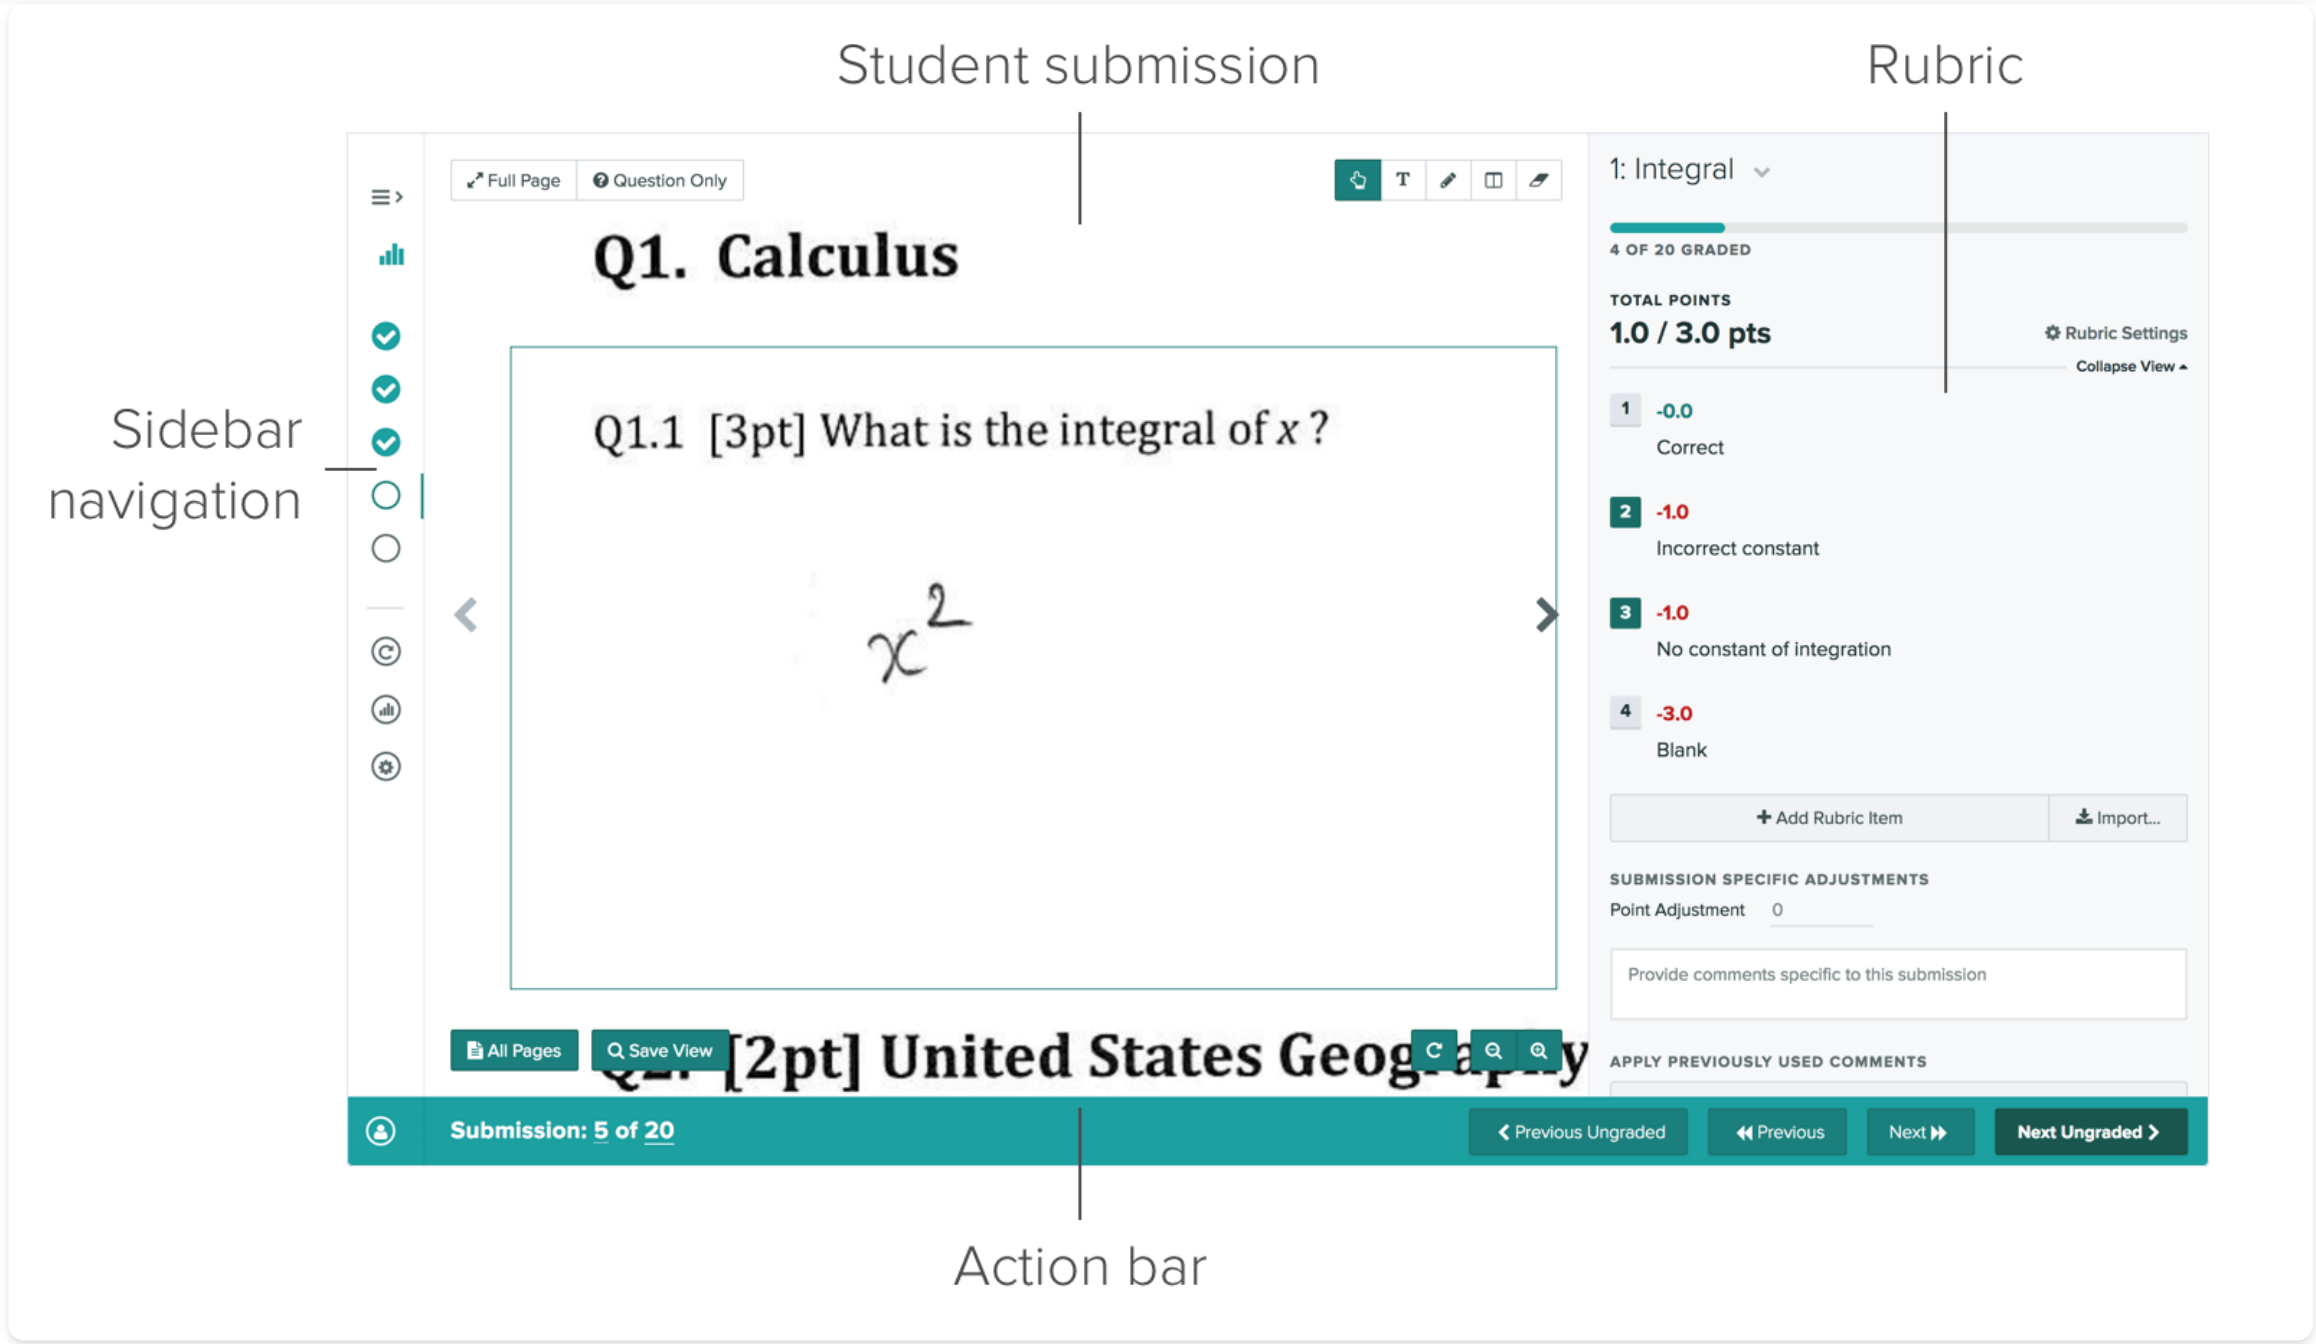 Student submission
Rubric
Sidebar
navigation
Full Page
Question Only
T
Q1. Calculus
Q1.1 [3pt] What is the integral of x ?
x²
All Pages
Save View
Q2. [2pt] United States Geography
1: Integral
4 OF 20 GRADED
TOTAL POINTS
1.0 / 3.0 pts
Rubric Settings
Collapse View
1 -0.0
Correct
2 -1.0
Incorrect constant
3 -1.0
No constant of integration
4 -3.0
Blank
+ Add Rubric Item
Import...
SUBMISSION SPECIFIC ADJUSTMENTS
Point Adjustment 0
Provide comments specific to this submission
APPLY PREVIOUSLY USED COMMENTS
Submission: 5 of 20
Previous Ungraded
Previous
Next
Next Ungraded
Action bar